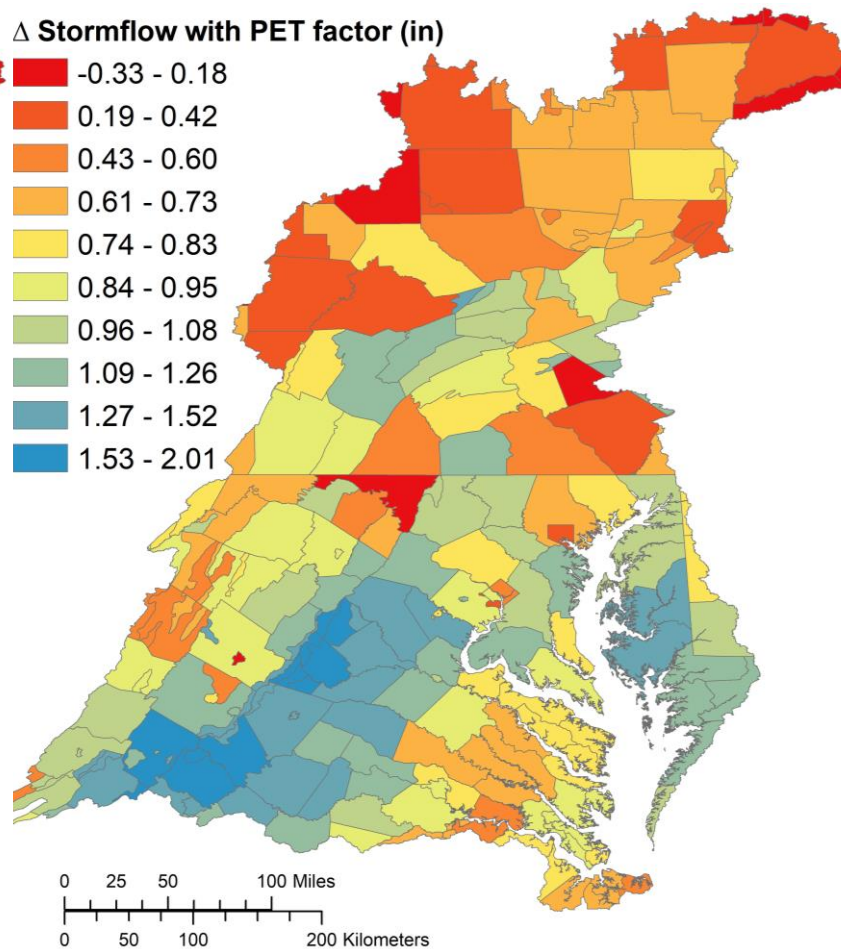 Δ Stormflow with PET factor (in)
-0.33 - 0.18
0.19 - 0.42
0.43 - 0.60
0.61 - 0.73
0.74 - 0.83
0.84 - 0.95
0.96 - 1.08
1.09 - 1.26
1.27 - 1.52
1.53 - 2.01
0 25 50 100 Miles
0 50 100 200 Kilometers